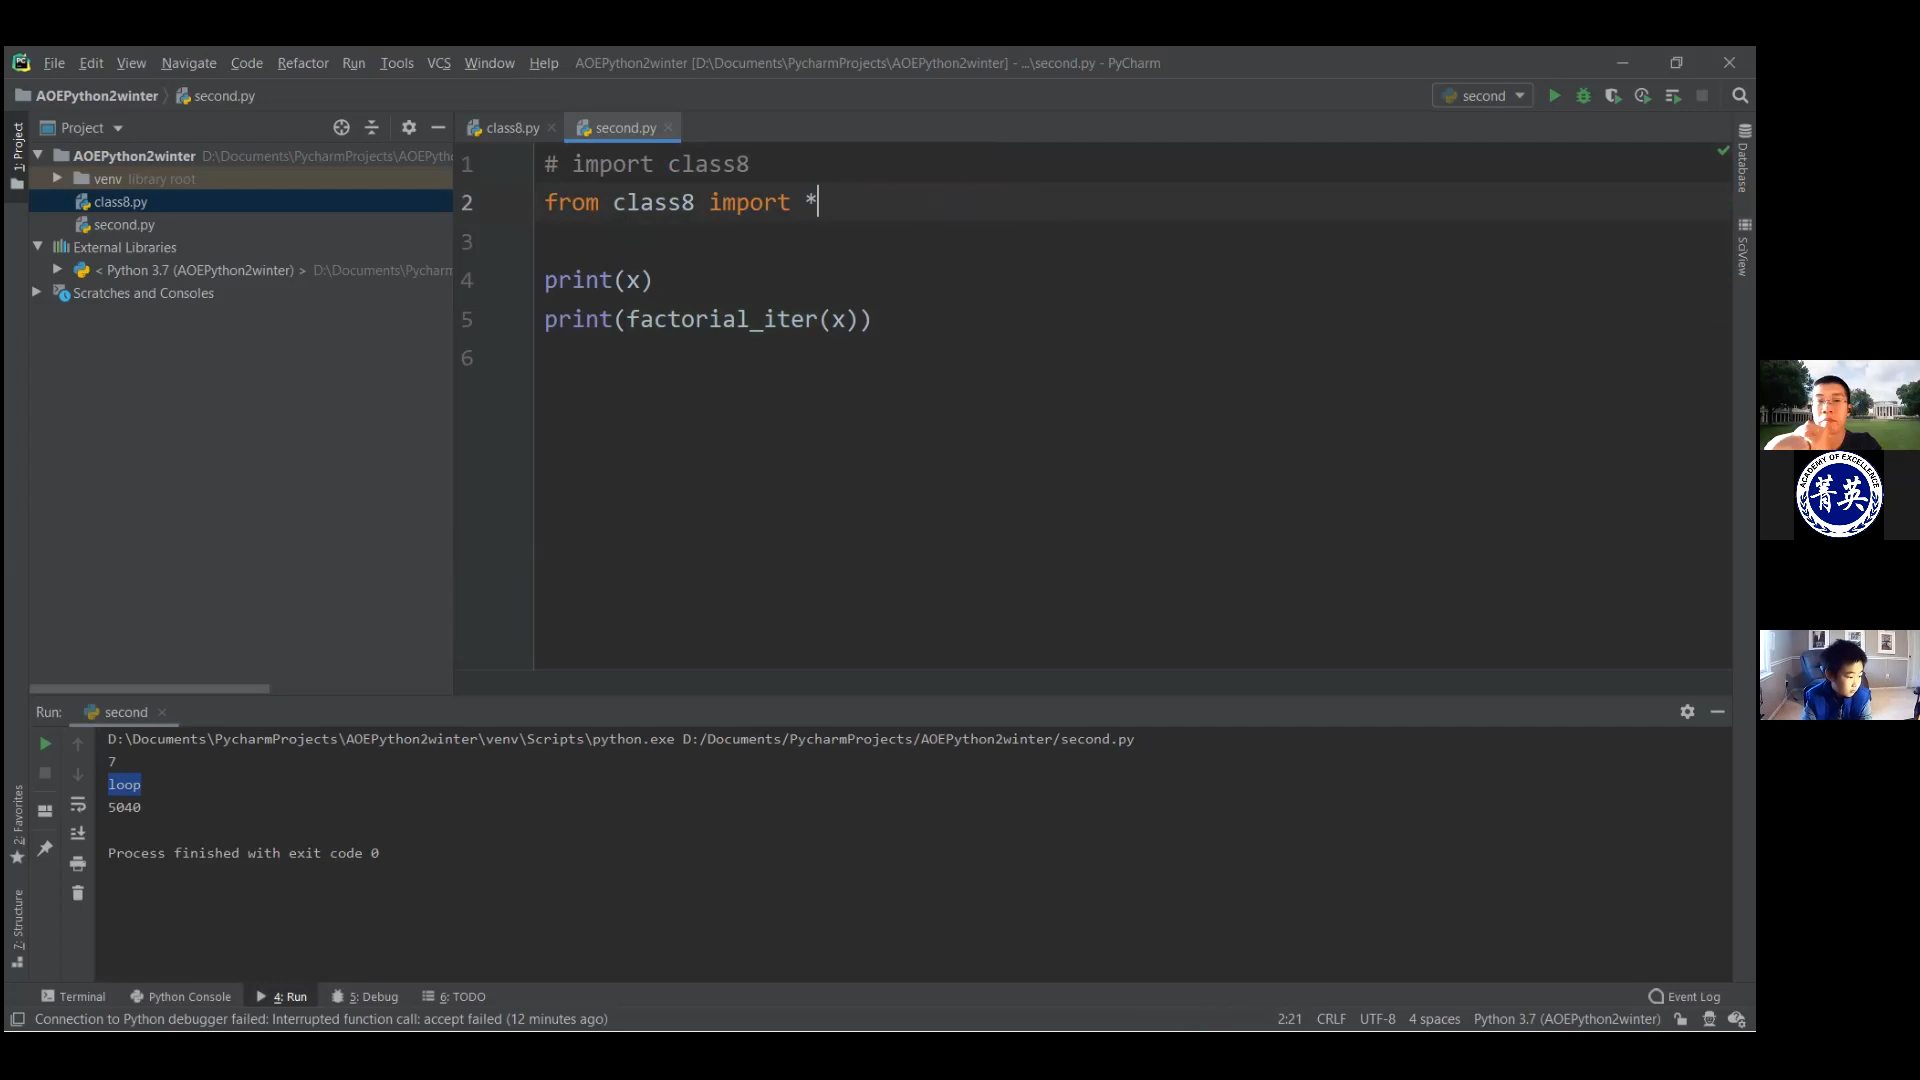 File Edit View Navigate Code Refactor Run Tools VCS Window Help AOEPython2winter [D:\Documents\PycharmProjects\AOEPython2winter] - ...\second.py - PyCharm
AOEPython2winter second.py
second
1: Project
Project
class8.py
second.py
AOEPython2winter D:\Documents\PycharmProjects\AOEPyth
venv library root
class8.py
second.py
External Libraries
< Python 3.7 (AOEPython2winter) > D:\Documents\Pycharm
Scratches and Consoles
1 # import class8
2 from class8 import *
3
4 print(x)
5 print(factorial_iter(x))
6
Database
SciView
ACADEMY OF EXCELLENCE
菁英
Run: second
D:\Documents\PycharmProjects\AOEPython2winter\venv\Scripts\python.exe D:/Documents/PycharmProjects/AOEPython2winter/second.py
7
loop
5040
Process finished with exit code 0
2: Favorites
7: Structure
Terminal Python Console 4: Run 5: Debug 6: TODO Event Log
Connection to Python debugger failed: Interrupted function call: accept failed (12 minutes ago) 2:21 CRLF UTF-8 4 spaces Python 3.7 (AOEPython2winter)